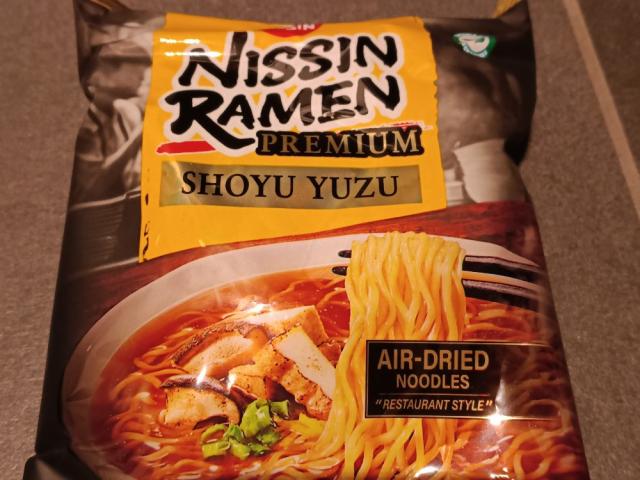 NISSIN
RAMEN
PREMIUM
SHOYU YUZU
AIR-DRIED
NOODLES
"RESTAURANT STYLE"